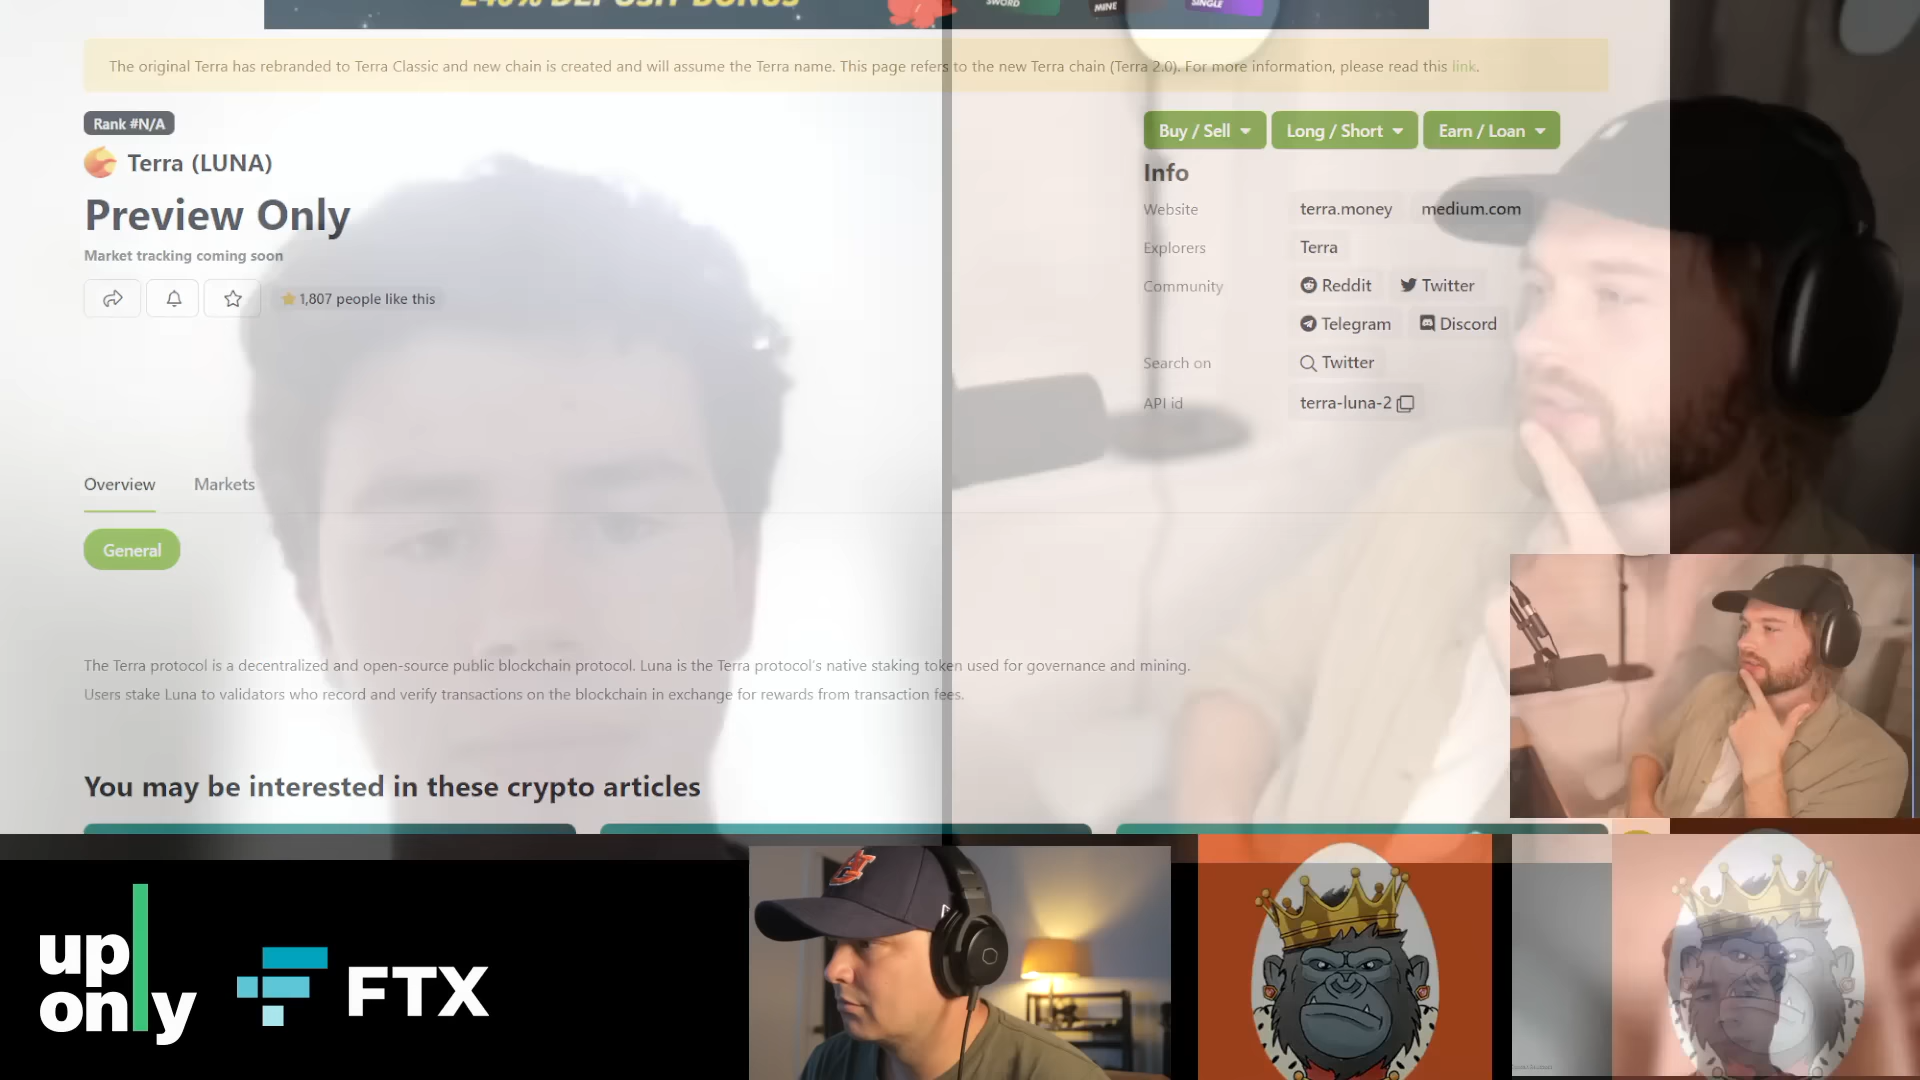 240% DEPOSIT BONUS
SWORD
MINE
SINGLE
The original Terra has rebranded to Terra Classic and new chain is created and will assume the Terra name. This page refers to the new Terra chain (Terra 2.0). For more information, please read this link.
Rank #N/A
Terra (LUNA)
Preview Only
Market tracking coming soon
1,807 people like this
Buy / Sell
Long / Short
Earn / Loan
Info
Website
terra.money
medium.com
Explorers
Terra
Community
Reddit
Twitter
Telegram
Discord
Search on
Twitter
API id
terra-luna-2
Overview
Markets
General
The Terra protocol is a decentralized and open-source public blockchain protocol. Luna is the Terra protocol's native staking token used for governance and mining.
Users stake Luna to validators who record and verify transactions on the blockchain in exchange for rewards from transaction fees.
You may be interested in these crypto articles
up
only
FTX